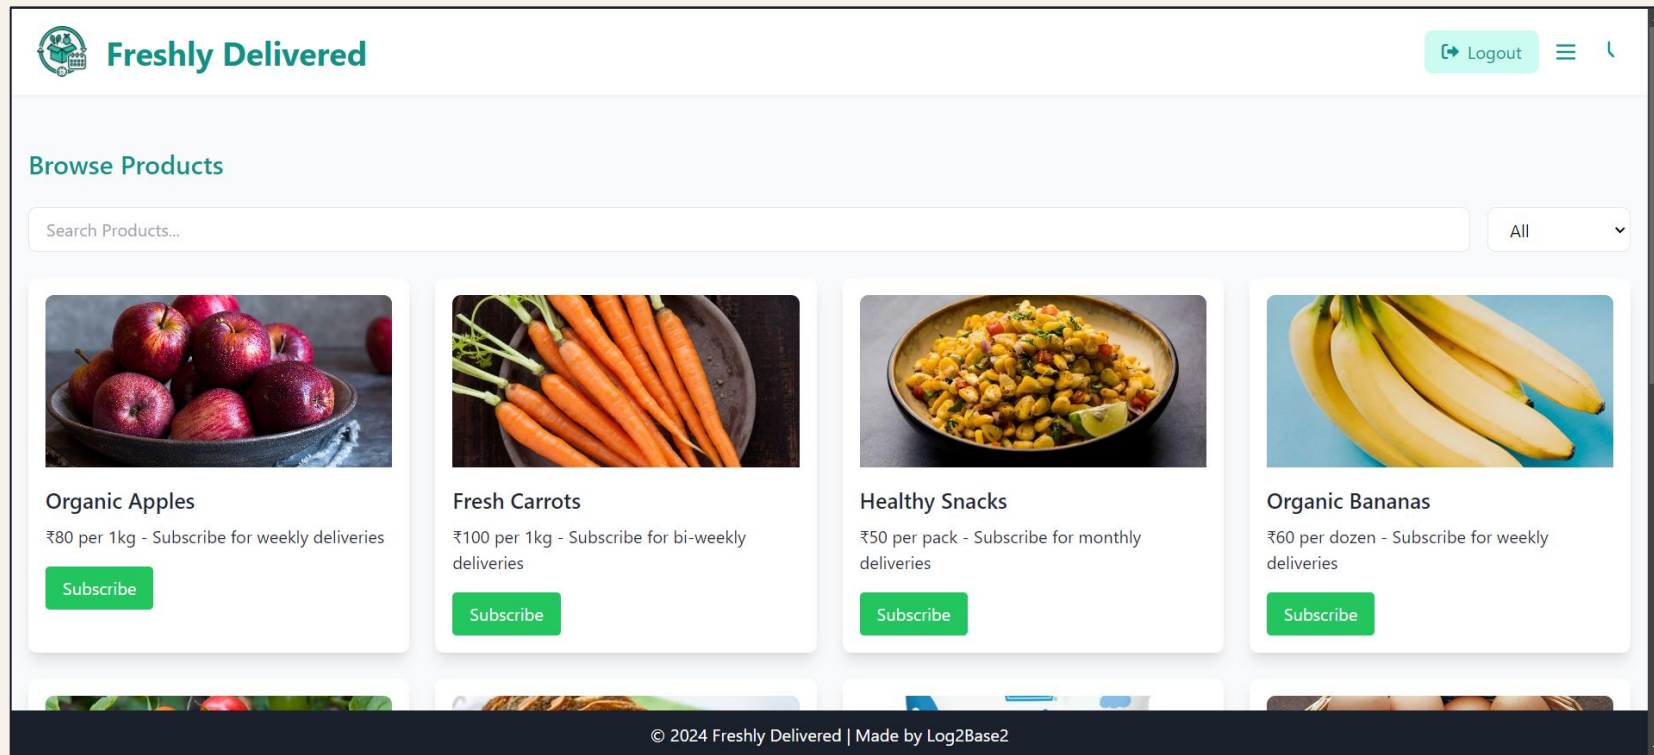 Freshly Delivered
Logout
Browse Products
Search Products...
All
Organic Apples
₹80 per 1kg - Subscribe for weekly deliveries
Subscribe
Fresh Carrots
₹100 per 1kg - Subscribe for bi-weekly
deliveries
Subscribe
Healthy Snacks
₹50 per pack - Subscribe for monthly
deliveries
Subscribe
Organic Bananas
₹60 per dozen - Subscribe for weekly
deliveries
Subscribe
© 2024 Freshly Delivered | Made by Log2Base2